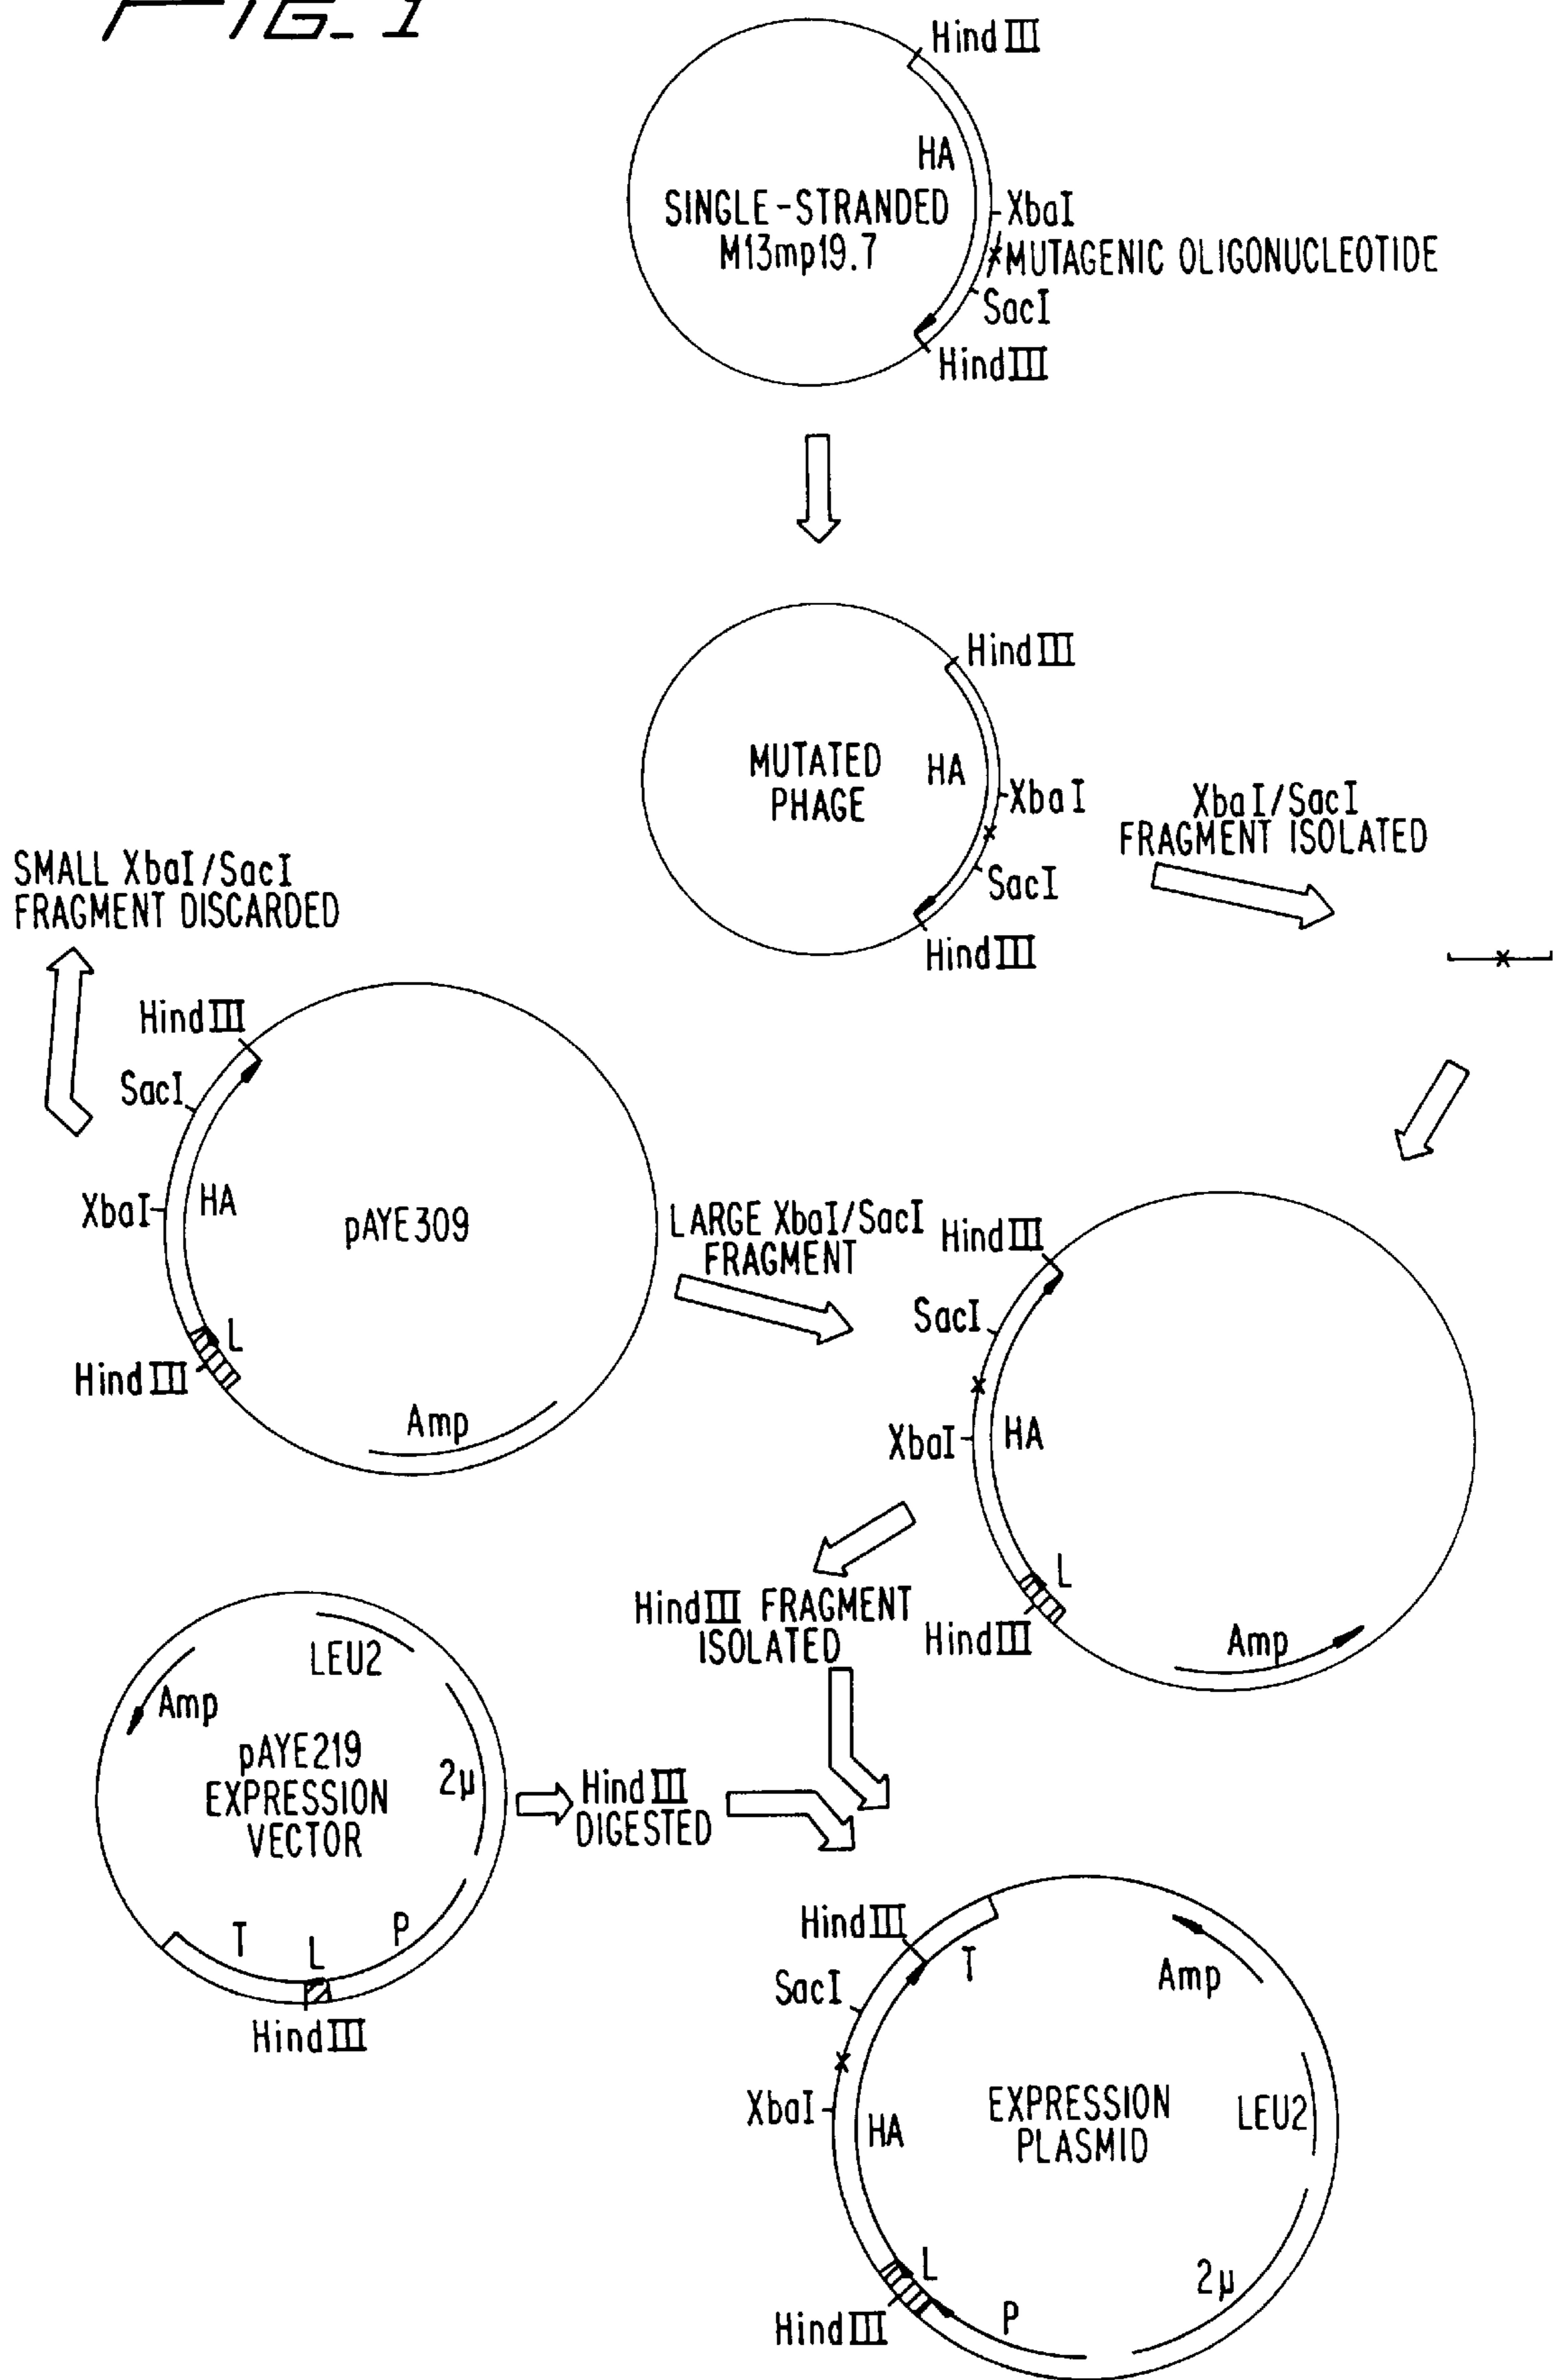 FIG. 1
Hind III
HA
SINGLE-STRANDED
M13mp19.7
XbaI
MUTAGENIC OLIGONUCLEOTIDE
SacI
Hind III
Hind III
MUTATED
PHAGE
HA
XbaI
SacI
Hind III
XbaI/SacI
FRAGMENT ISOLATED
SMALL XbaI/SacI
FRAGMENT DISCARDED
Hind III
SacI
XbaI
HA
pAYE309
L
Hind III
Amp
LARGE XbaI/SacI
FRAGMENT
Hind III
SacI
XbaI
HA
L
Hind III
Amp
Hind III FRAGMENT
ISOLATED
LEU2
Amp
pAYE219
EXPRESSION
VECTOR
2μ
T
L
P
Hind III
Hind III
DIGESTED
Hind III
T
SacI
Amp
XbaI
HA
EXPRESSION
PLASMID
LEU2
L
2μ
Hind III
P